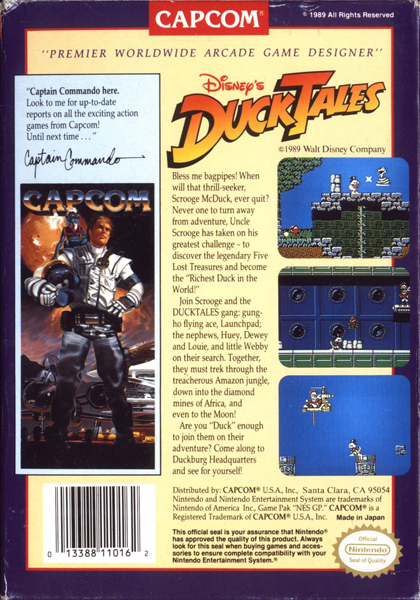 CAPCOM®
© 1989 All Rights Reserved
"PREMIER WORLDWIDE ARCADE GAME DESIGNER"
"Captain Commando here.
Look to me for up-to-date
reports on all the exciting action
games from Capcom!
Until next time . . ."
Captain Commando
CAPCOM
Disney's
DUCKTALES
©1989 Walt Disney Company
Bless me bagpipes! When
will that thrill-seeker,
Scrooge McDuck, ever quit?
Never one to turn away
from adventure, Uncle
Scrooge has taken on his
greatest challenge – to
discover the legendary Five
Lost Treasures and become
the "Richest Duck in the
World!"
Join Scrooge and the
DUCKTALES gang: gung-
ho flying ace, Launchpad;
the nephews, Huey, Dewey
and Louie, and little Webby
on their search. Together,
they must trek through the
treacherous Amazon jungle,
down into the diamond
mines of Africa, and
even to the Moon!
Are you "Duck" enough
to join them on their
adventure? Come along to
Duckburg Headquarters
and see for yourself!
0 13388 11016 2
Distributed by: CAPCOM® U.S.A., Inc., Santa Clara, CA 95054
Nintendo and Nintendo Entertainment System are trademarks of
Nintendo of America Inc., Game Pak "NES GP." CAPCOM® is a
Registered Trademark of CAPCOM® U.S.A., Inc. Made in Japan
This official seal is your assurance that Nintendo®
has approved the quality of this product. Always
look for this seal when buying games and acces-
sories to ensure complete compatibility with your
Nintendo Entertainment System.®
Official
Nintendo
Seal of Quality